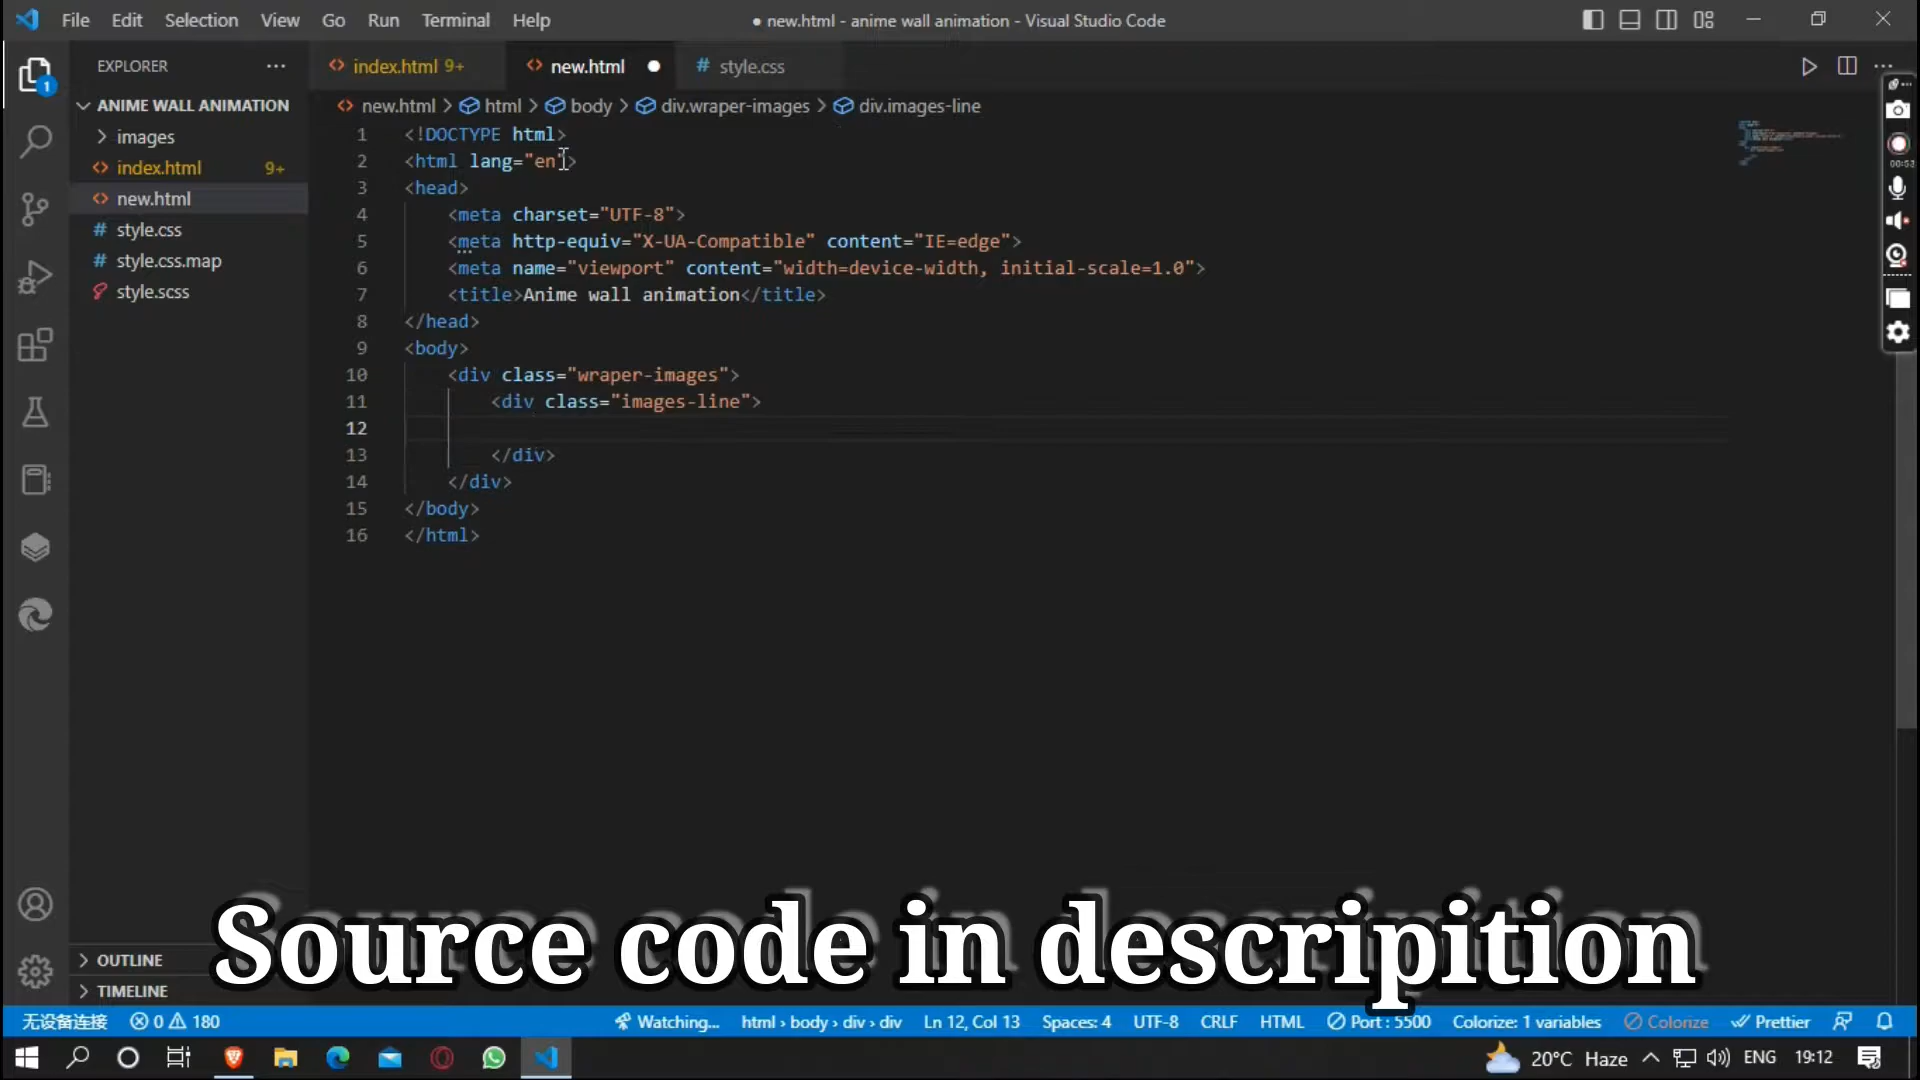 File Edit Selection View Go Run Terminal Help
● new.html - anime wall animation - Visual Studio Code
EXPLORER
index.html 9+
new.html
# style.css
1
ANIME WALL ANIMATION
images
index.html 9+
new.html
# style.css
# style.css.map
style.scss
new.html > html > body > div.wraper-images > div.images-line
1 <!DOCTYPE html>
2 <html lang="en">
3 <head>
4 <meta charset="UTF-8">
5 <meta http-equiv="X-UA-Compatible" content="IE=edge">
6 <meta name="viewport" content="width=device-width, initial-scale=1.0">
7 <title>Anime wall animation</title>
8 </head>
9 <body>
10 <div class="wraper-images">
11 <div class="images-line">
12
13 </div>
14 </div>
15 </body>
16 </html>
00:53
OUTLINE
TIMELINE
Source code in descripition
无设备连接 0 180 Watching... html › body › div › div Ln 12, Col 13 Spaces: 4 UTF-8 CRLF HTML Port : 5500 Colorize: 1 variables Colorize Prettier
20°C Haze ENG 19:12